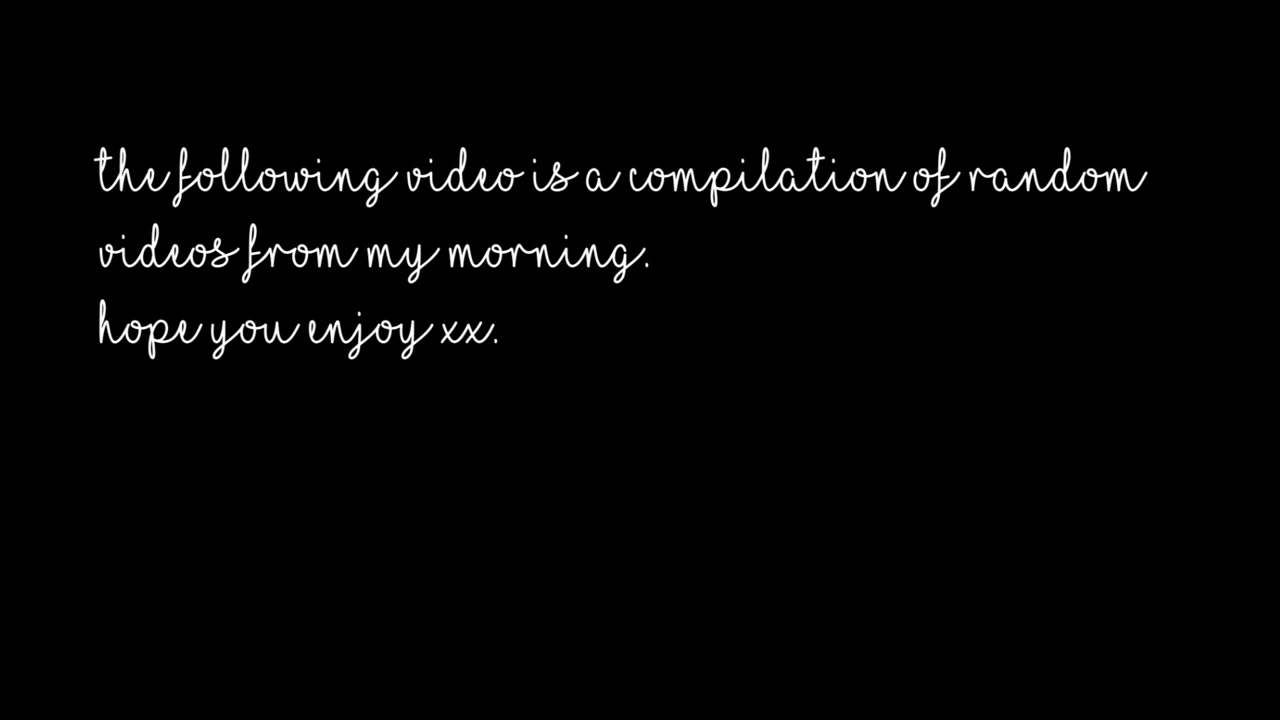 the following video is a compilation of random
videos from my morning.
hope you enjoy xx.